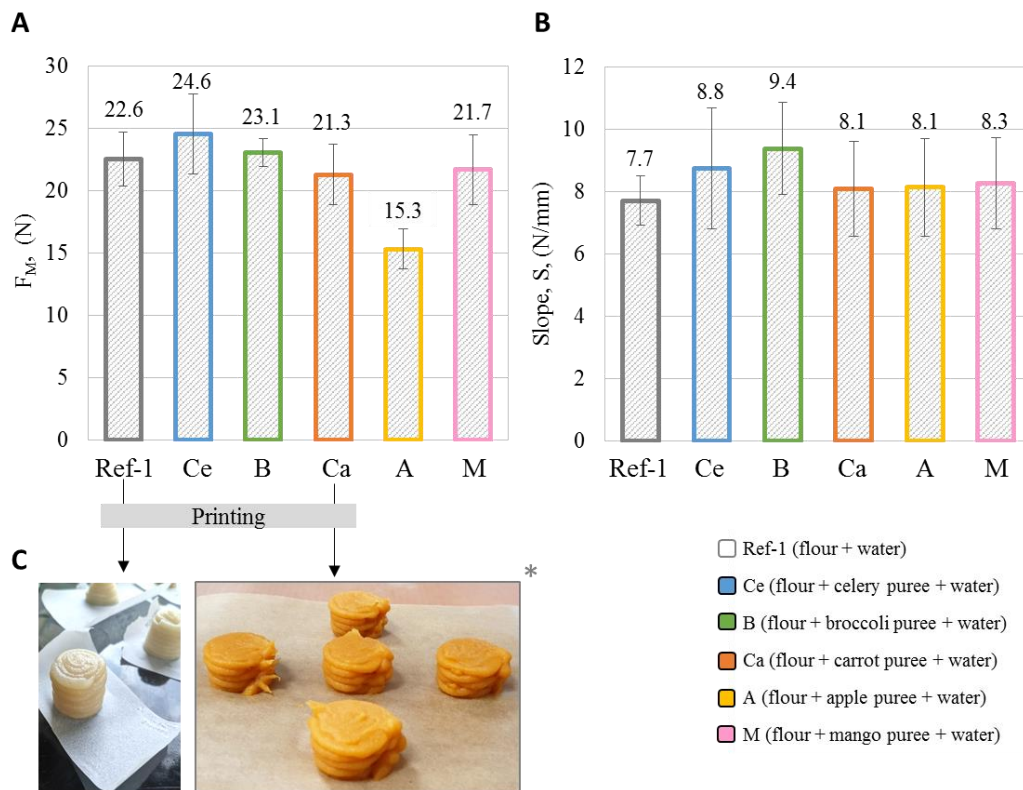 A
B
30
25
20
15
10
5
0
F_M, (N)
22.6
24.6
23.1
21.3
15.3
21.7
Ref-1 Ce B Ca A M
12
10
8
6
4
2
0
Slope, S, (N/mm)
7.7
8.8
9.4
8.1
8.1
8.3
Ref-1 Ce B Ca A M
Printing
C
*
Ref-1 (flour + water)
Ce (flour + celery puree + water)
B (flour + broccoli puree + water)
Ca (flour + carrot puree + water)
A (flour + apple puree + water)
M (flour + mango puree + water)